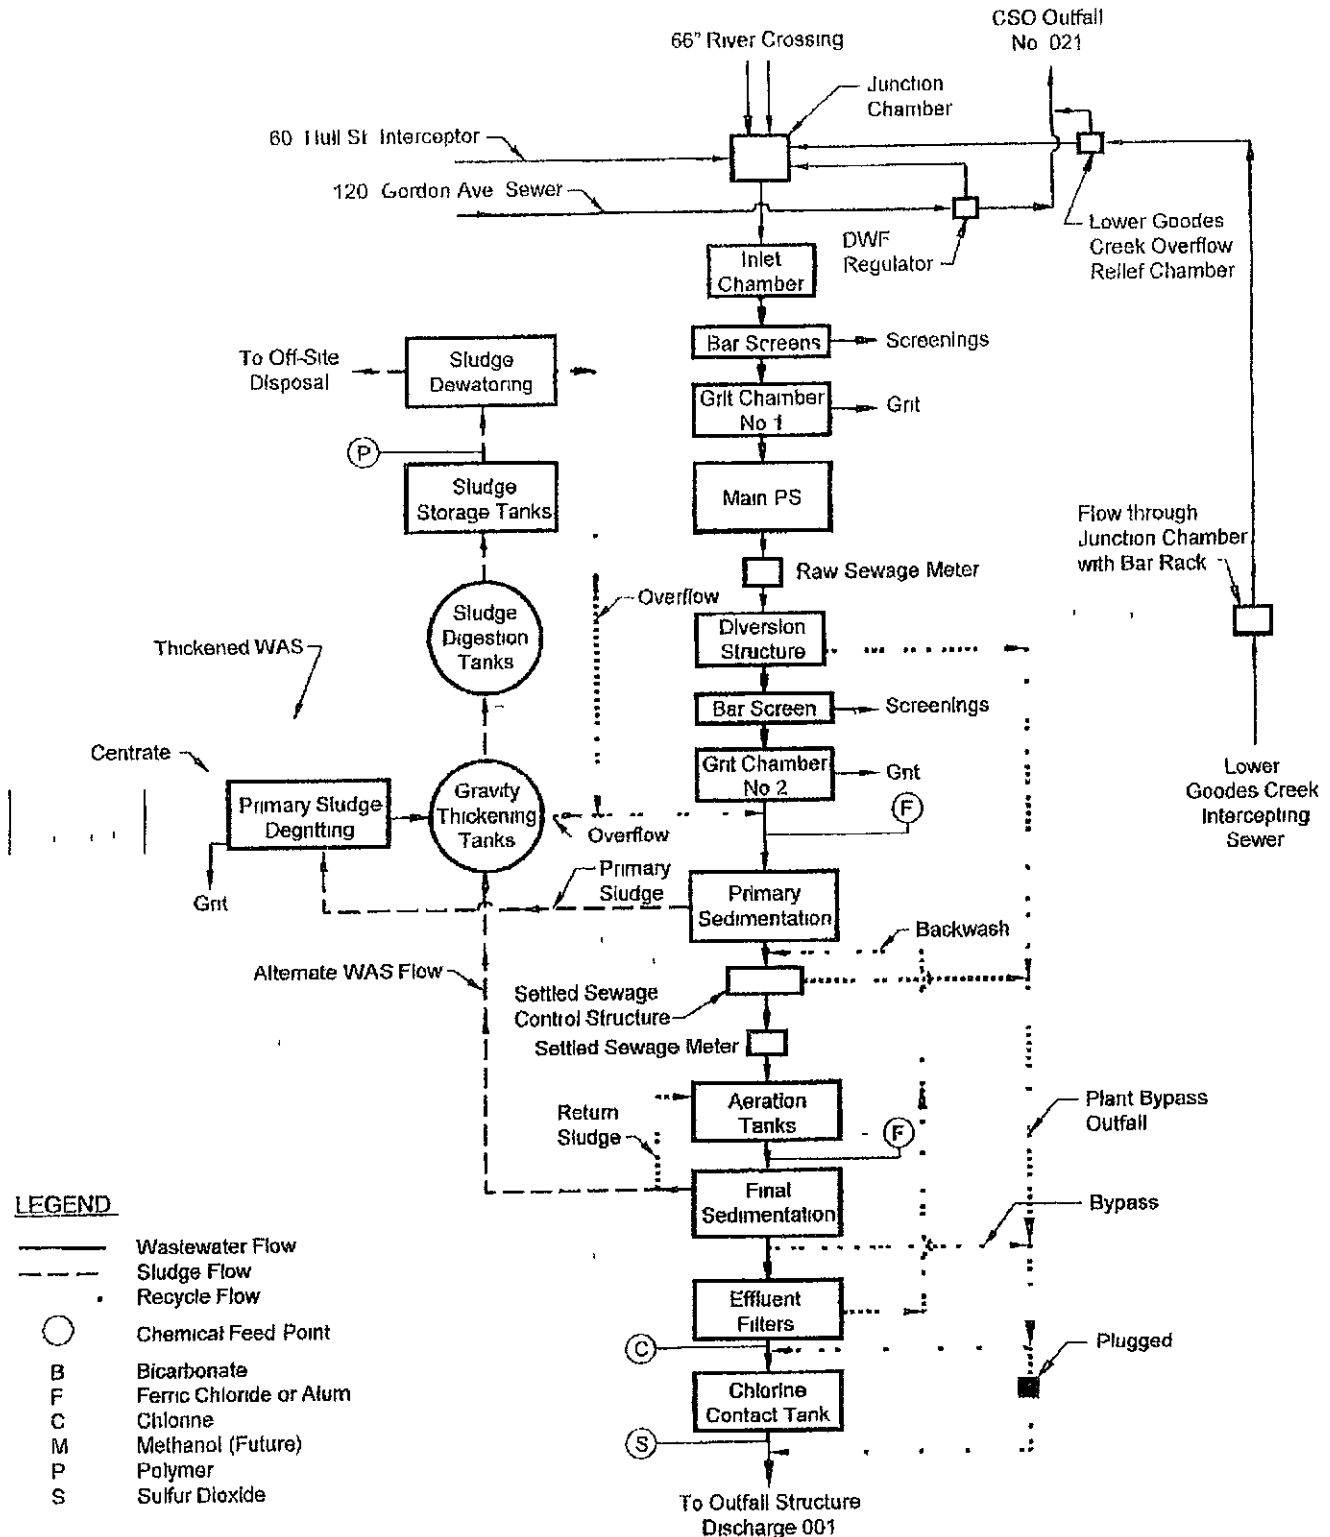 CSO Outfall
No 021
66" River Crossing
Junction
Chamber
60 Hull St Interceptor
120 Gordon Ave Sewer
DWF
Regulator
Lower Goodes
Creek Overflow
Relief Chamber
Inlet
Chamber
Bar Screens
Screenings
To Off-Site
Disposal
Sludge
Dewatering
Grit Chamber
No 1
Grit
P
Sludge
Storage Tanks
Main PS
Flow through
Junction Chamber
with Bar Rack
Raw Sewage Meter
Overflow
Sludge
Digestion
Tanks
Diversion
Structure
Thickened WAS
Bar Screen
Screenings
Centrate
Grit Chamber
No 2
Grit
Lower
Goodes Creek
Intercepting
Sewer
Primary Sludge
Degritting
Gravity
Thickening
Tanks
F
Overflow
Grit
Primary
Sludge
Primary
Sedimentation
Backwash
Alternate WAS Flow
Settled Sewage
Control Structure
Settled Sewage Meter
Return
Sludge
Aeration
Tanks
F
Plant Bypass
Outfall
Final
Sedimentation
Bypass
Effluent
Filters
C
Plugged
Chlorine
Contact Tank
S
To Outfall Structure
Discharge 001
LEGEND
Wastewater Flow
Sludge Flow
Recycle Flow
Chemical Feed Point
B Bicarbonate
F Ferric Chloride or Alum
C Chlorine
M Methanol (Future)
P Polymer
S Sulfur Dioxide